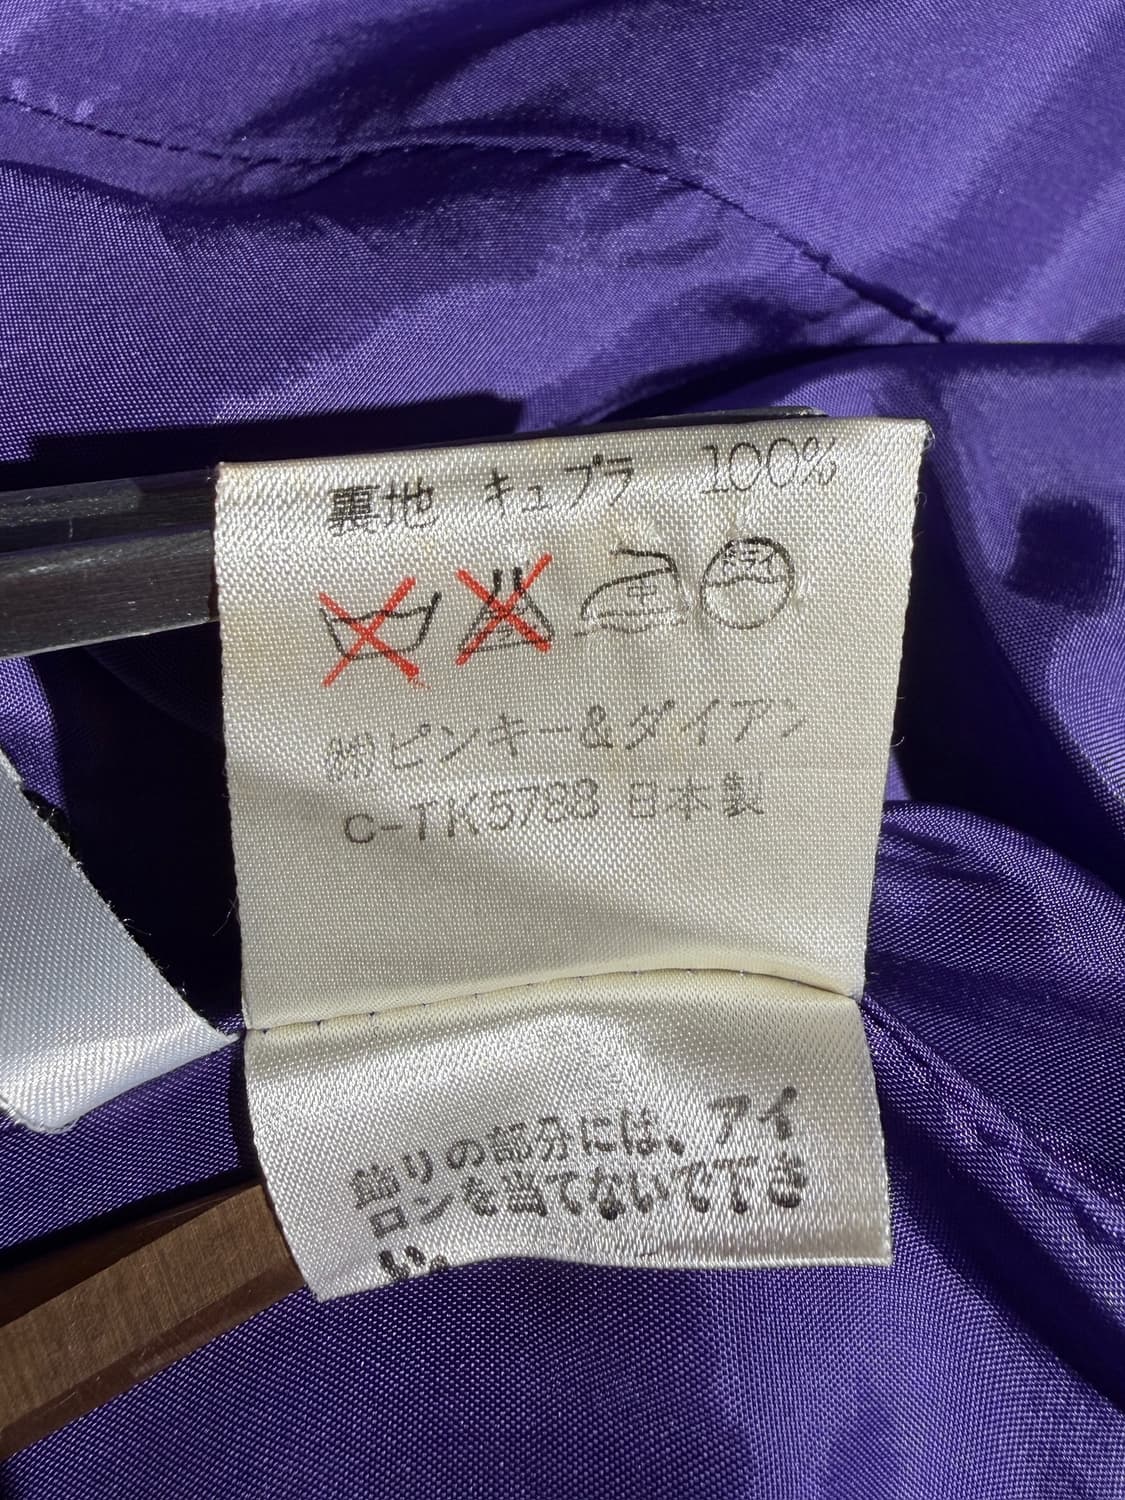 裏地 キュプラ 100%
㈱ピンキー&ダイアン
C-TK5788 日本製
飾りの部分には、アイ
ロンを当てないで下さ
い。